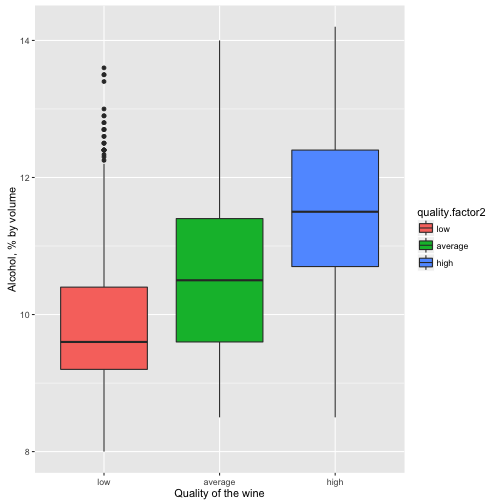 Alcohol, % by volume
14
12
10
8
low
average
high
Quality of the wine
quality.factor2
low
average
high